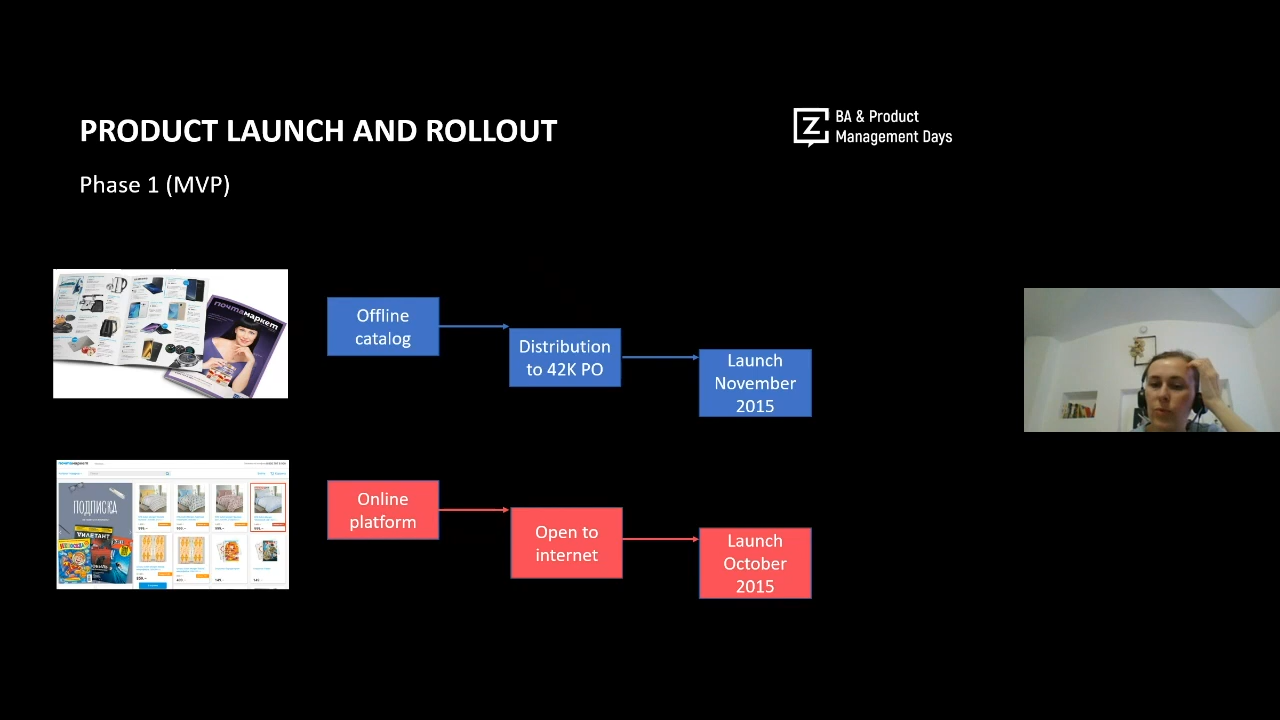 PRODUCT LAUNCH AND ROLLOUT
BA & Product
Management Days
Phase 1 (MVP)
почтамаркет
Offline
catalog
Distribution
to 42K PO
Launch
November
2015
почтамаркет
ПОДПИСКА
Online
platform
Open to
internet
Launch
October
2015